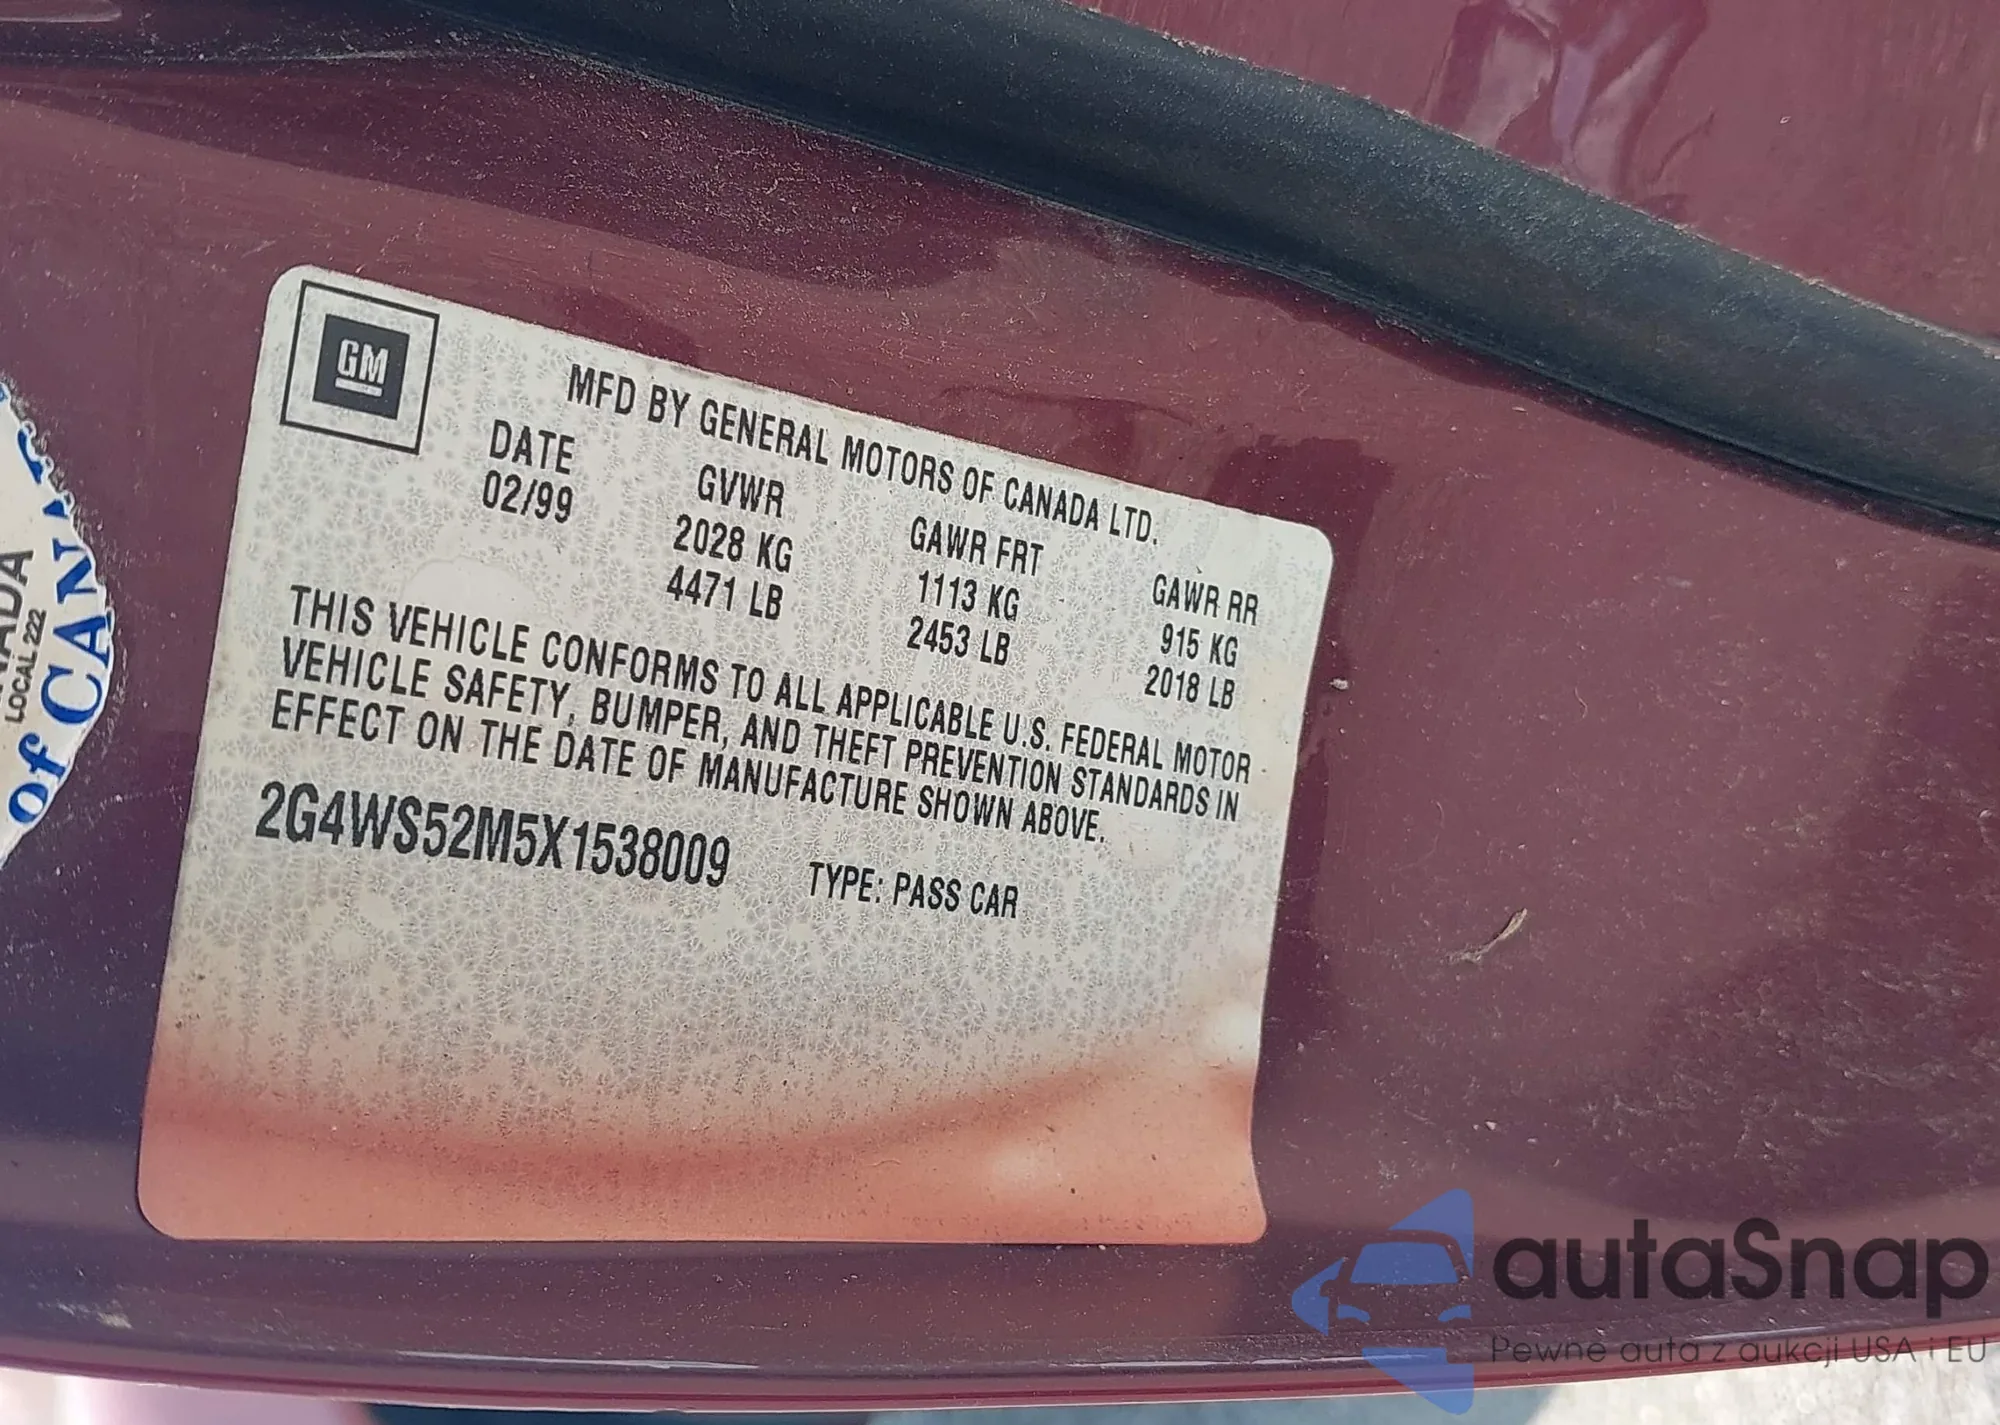 GM
MFD BY GENERAL MOTORS OF CANADA LTD.
DATE GVWR GAWR FRT GAWR RR
02/99 2028 KG 1113 KG 915 KG
4471 LB 2453 LB 2018 LB
THIS VEHICLE CONFORMS TO ALL APPLICABLE U.S. FEDERAL MOTOR
VEHICLE SAFETY, BUMPER, AND THEFT PREVENTION STANDARDS IN
EFFECT ON THE DATE OF MANUFACTURE SHOWN ABOVE.
2G4WS52M5X1538009 TYPE: PASS CAR
LOCAL 222
of CAN
autaSnap
Pewne auta z aukcji USA i EU